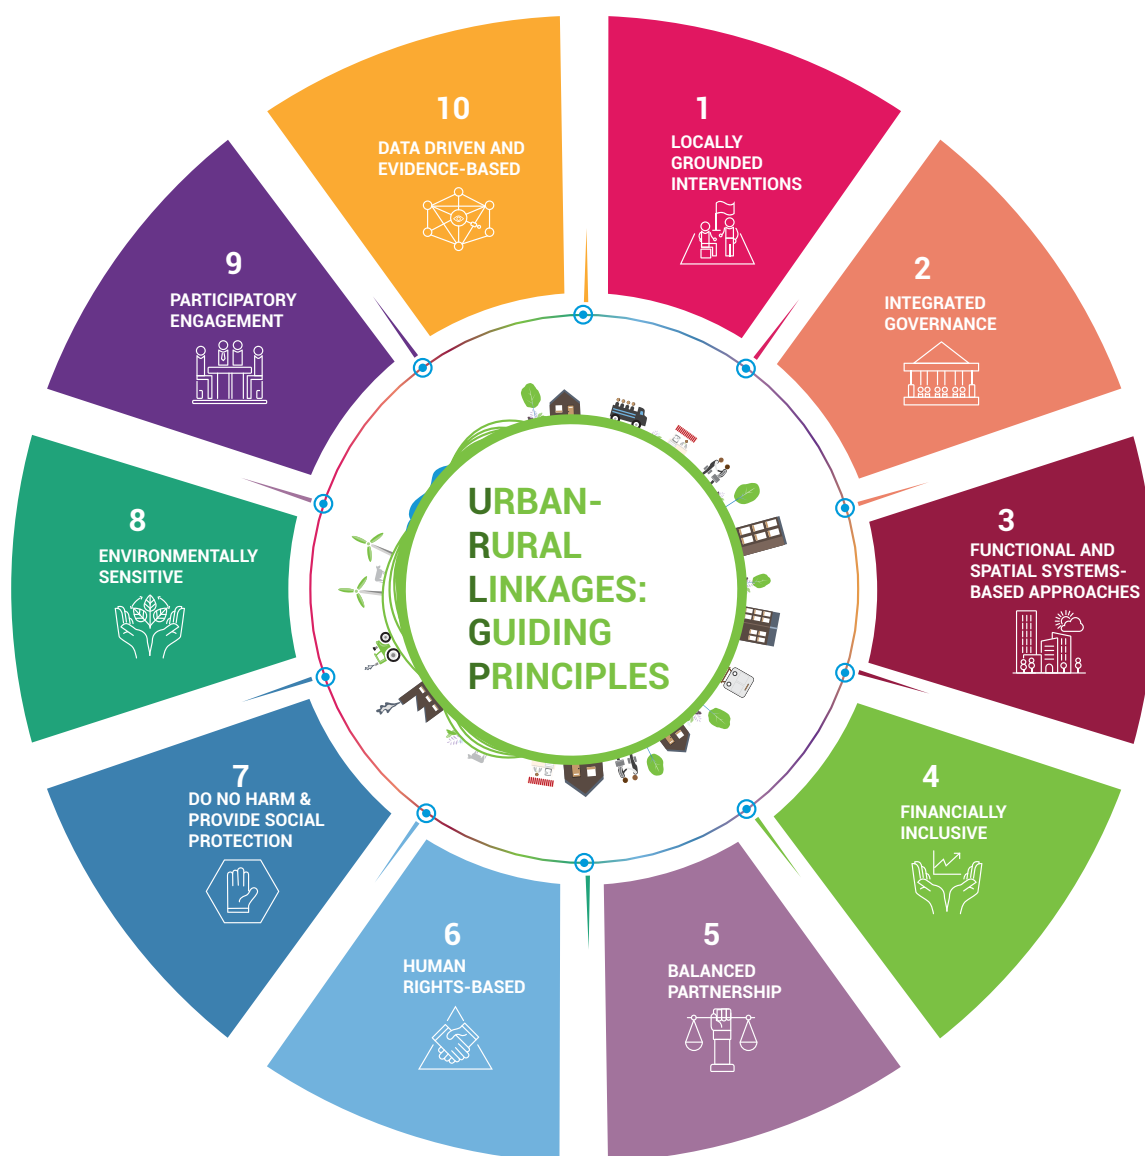 URBAN-
RURAL
LINKAGES:
GUIDING
PRINCIPLES
1
LOCALLY
GROUNDED
INTERVENTIONS
2
INTEGRATED
GOVERNANCE
3
FUNCTIONAL AND
SPATIAL SYSTEMS-
BASED APPROACHES
4
FINANCIALLY
INCLUSIVE
5
BALANCED
PARTNERSHIP
6
HUMAN
RIGHTS-BASED
7
DO NO HARM &
PROVIDE SOCIAL
PROTECTION
8
ENVIRONMENTALLY
SENSITIVE
9
PARTICIPATORY
ENGAGEMENT
10
DATA DRIVEN AND
EVIDENCE-BASED